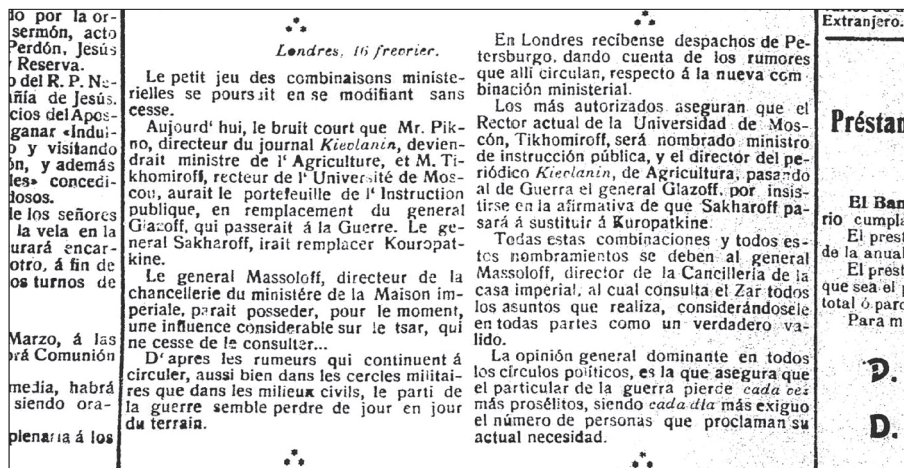 do por la or-
sermón, acto
Perdón, Jesús
Reserva.
del R. P. Ne-
ñía de Jesús.
cios del Apos-
ganar «Indul-
o y visitando
ón, y además
les» concedi-
dosos.
de los señores
la vela en la
urará encar-
otro, á fin de
os turnos de
Marzo, á las
rá Comunión
media, habrá
siendo ora-
plenaria á los
Londres, 16 freorier.
Le petit jeu des combinaisons ministe-
rielles se poursuit en se modifiant sans
cesse.
Aujourd' hui, le bruit court que Mr. Pik-
no, directeur du journal Kievlanin, devien-
drait ministre de l' Agriculture, et M. Ti-
khomiroff, recteur de l' Université de Mos-
cou, aurait le portefeuille de l' Instruction
publique, en remplacement du general
Glazoff, qui passerait á la Guerre. Le ge-
neral Sakharoff, irait remplacer Kouropat-
kine.
Le general Massoloff, directeur de la
chancellerie du ministére de la Maison im-
periale, parait posseder, pour le moment,
une influence considerable sur le tsar, qui
ne cesse de le consulter...
D'apres les rumeurs qui continuent á
circuler, aussi bien dans les cercles militai-
res que dans les milieux civils, le parti de
la guerre semble perdre de jour en jour
du terrain.
En Londres recíbense despachos de Pe-
tersburgo, dando cuenta de los rumores
que allí circulan, respecto á la nueva com
binación ministerial.
Los más autorizados aseguran que el
Rector actual de la Universidad de Mos-
cón, Tikhomiroff, será nombrado ministro
de instrucción pública, y el director del pe-
riódico Kievlanin, de Agricultura, pasando
al de Guerra el general Glazoff, por insis-
tirse en la afirmativa de que Sakharoff pa-
sará á sustituir á Kuropatkine.
Todas estas combinaciones y todos es-
tos nombramientos se deben al general
Massoloff, director de la Cancillería de la
casa imperial, al cual consulta el Zar todos
los asuntos que realiza, considerándosele
en todas partes como un verdadero va-
lido.
La opinión general dominante en todos
los círculos políticos, es la que asegura que
el particular de la guerra pierde cada vez
más prosélitos, siendo cada dia más exiguo
el número de personas que proclaman su
actual necesidad.
Extranjero.
Préstam
El Ban
rio cumpla
El prest
de la anual
El prést
que sea el p
total ó parc
Para m
D.
D.